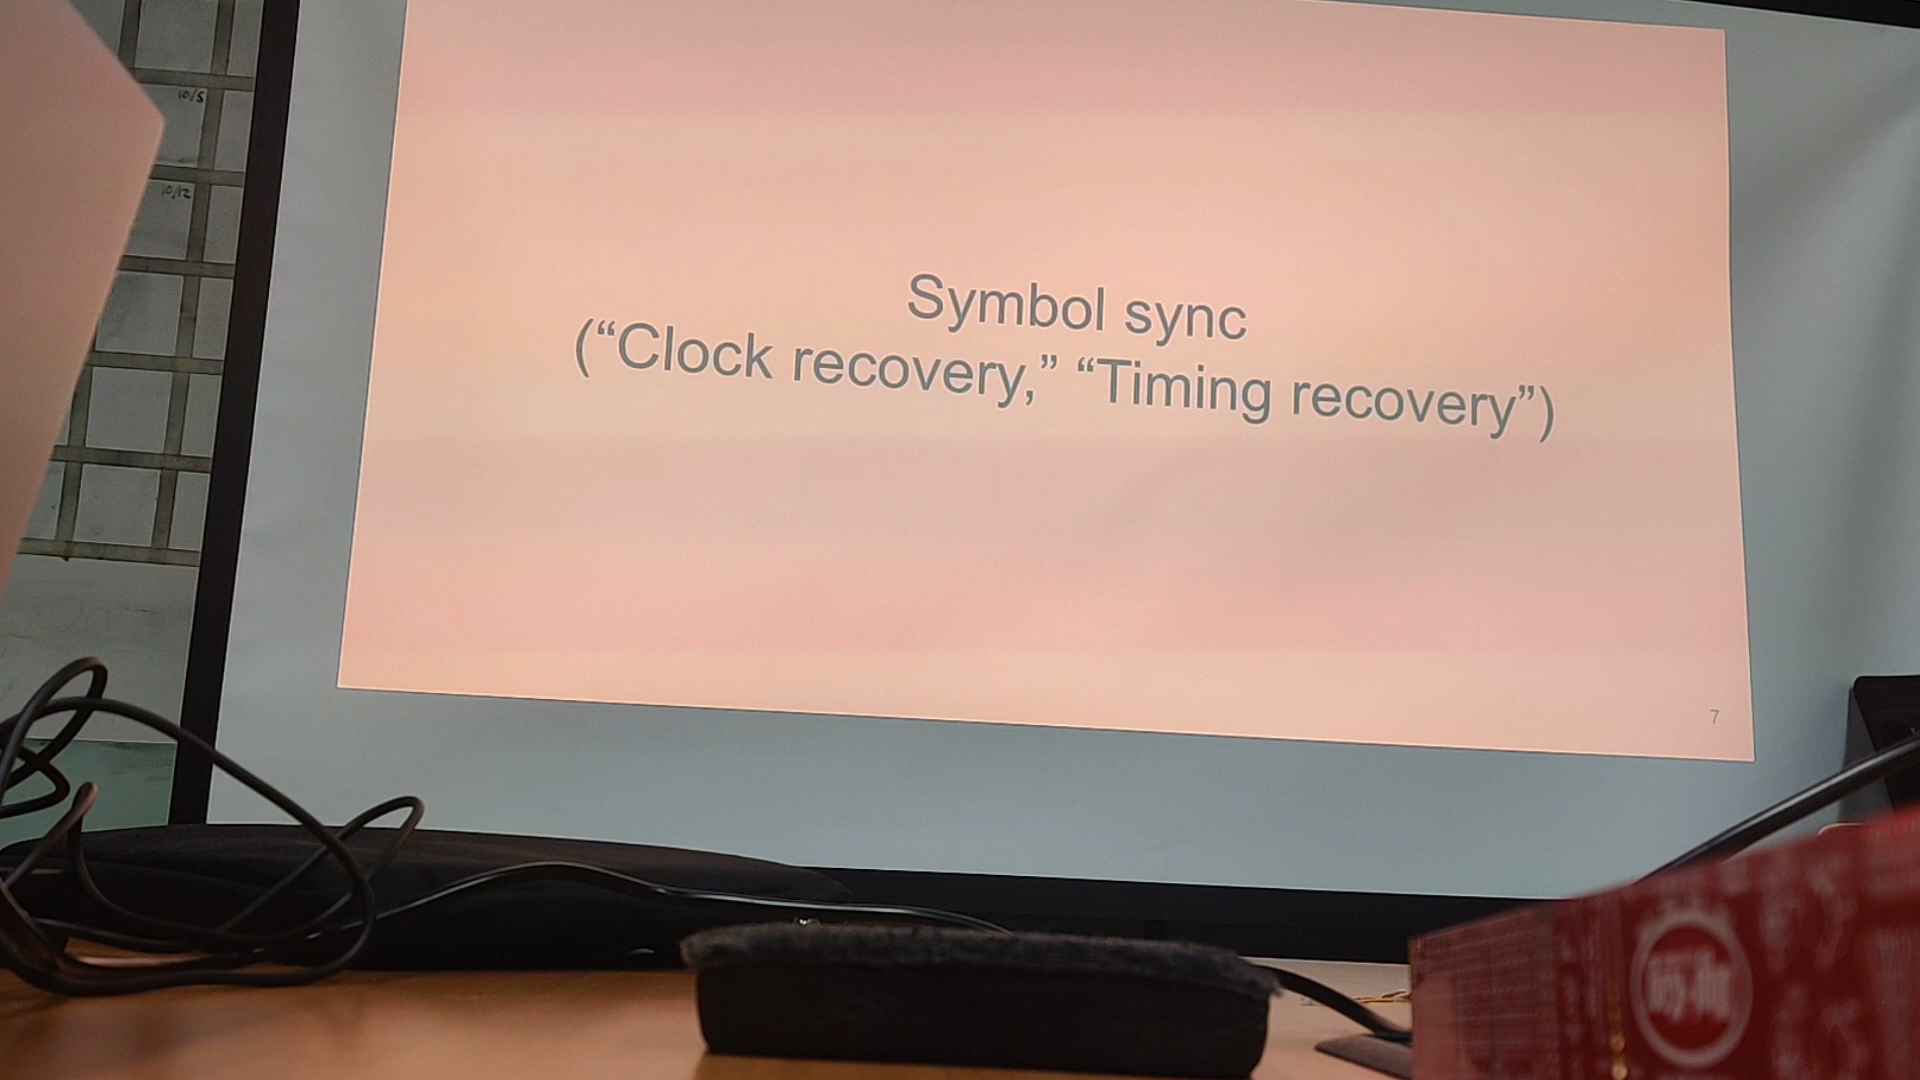 10/5
10/12
Symbol sync
(“Clock recovery,” “Timing recovery”)
7